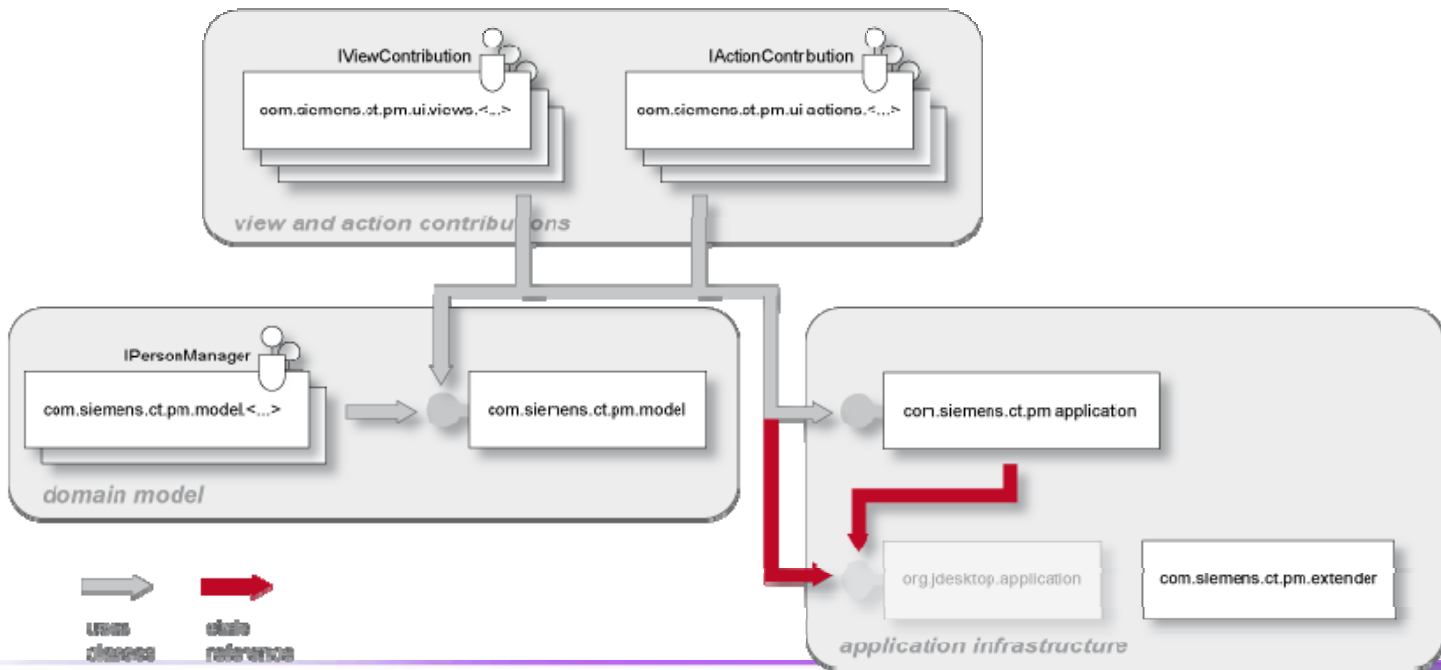 IViewContribution
IActionContribution
com.siemens.ct.pm.ui.views.<...>
com.siemens.ct.pm.ui.actions.<...>
view and action contributions
IPersonManager
com.siemens.ct.pm.model.<...>
com.siemens.ct.pm.model
com.siemens.ct.pm.application
domain model
org.jdesktop.application
com.siemens.ct.pm.extender
uses
classes
reference
application infrastructure